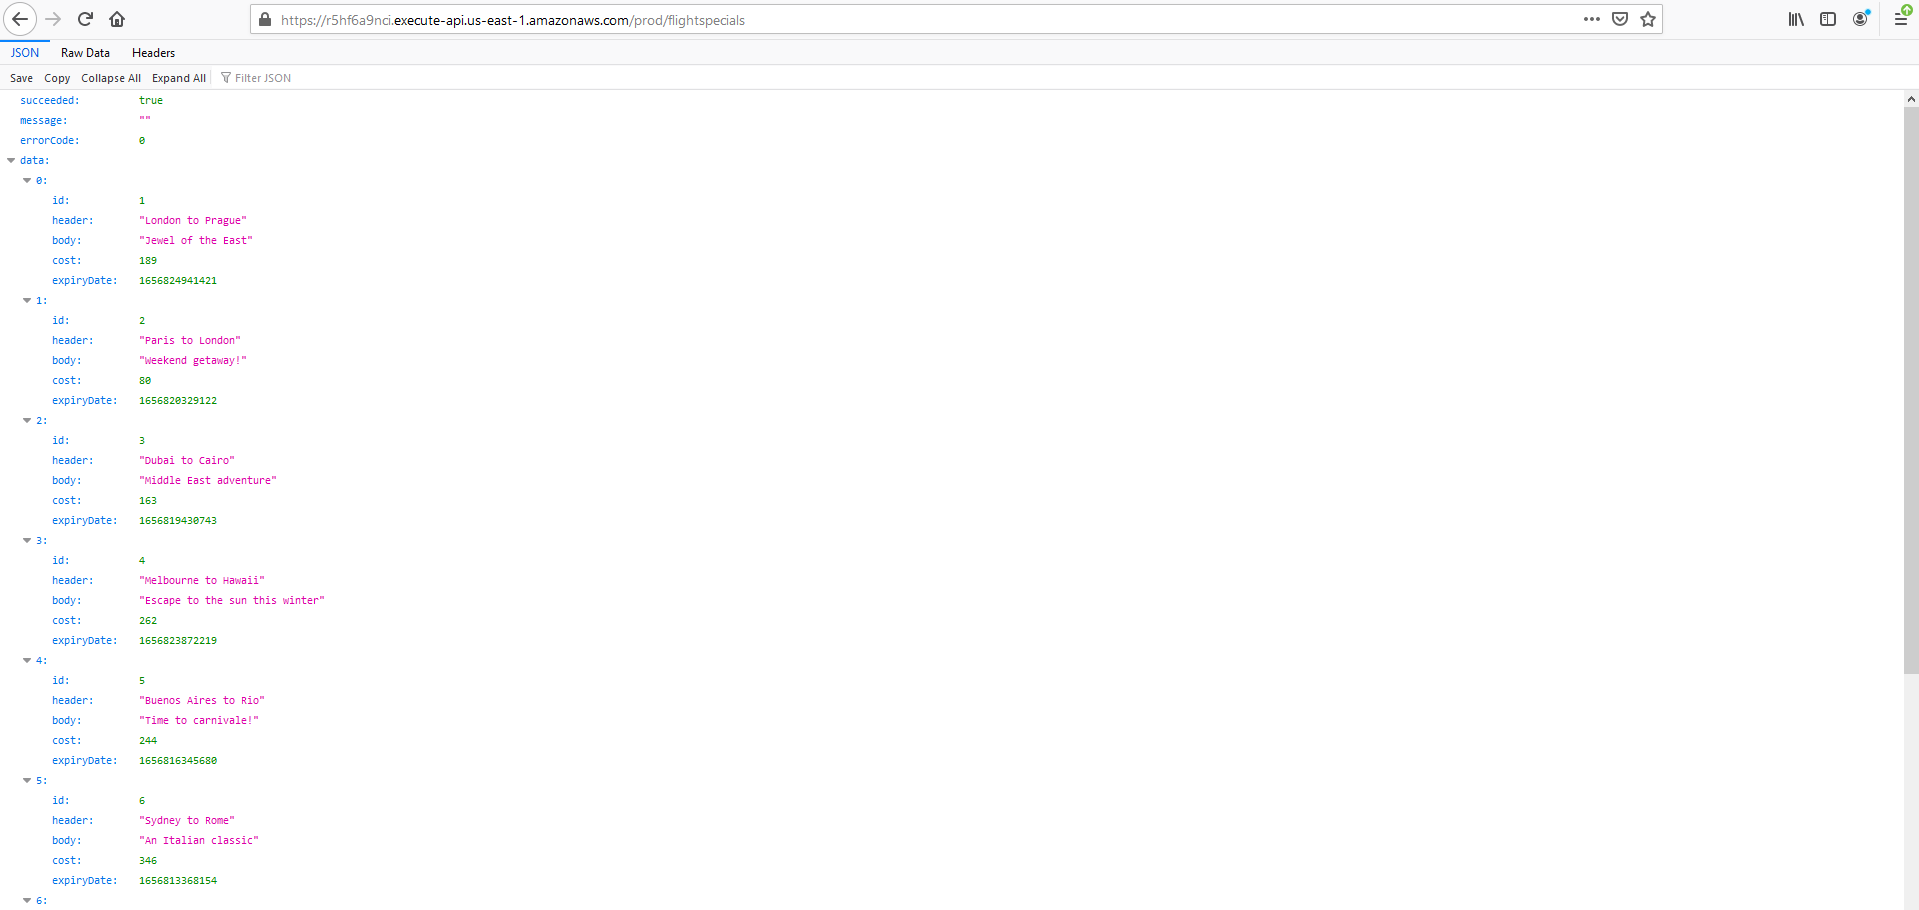 https://r5hf6a9nci.execute-api.us-east-1.amazonaws.com/prod/flightspecials
JSON Raw Data Headers
Save Copy Collapse All Expand All Filter JSON
succeeded: true
message: ""
errorCode: 0
data:
0:
id: 1
header: "London to Prague"
body: "Jewel of the East"
cost: 189
expiryDate: 1656824941421
1:
id: 2
header: "Paris to London"
body: "Weekend getaway!"
cost: 80
expiryDate: 1656820329122
2:
id: 3
header: "Dubai to Cairo"
body: "Middle East adventure"
cost: 163
expiryDate: 1656819430743
3:
id: 4
header: "Melbourne to Hawaii"
body: "Escape to the sun this winter"
cost: 262
expiryDate: 1656823872219
4:
id: 5
header: "Buenos Aires to Rio"
body: "Time to carnivale!"
cost: 244
expiryDate: 1656816345680
5:
id: 6
header: "Sydney to Rome"
body: "An Italian classic"
cost: 346
expiryDate: 1656813368154
6: